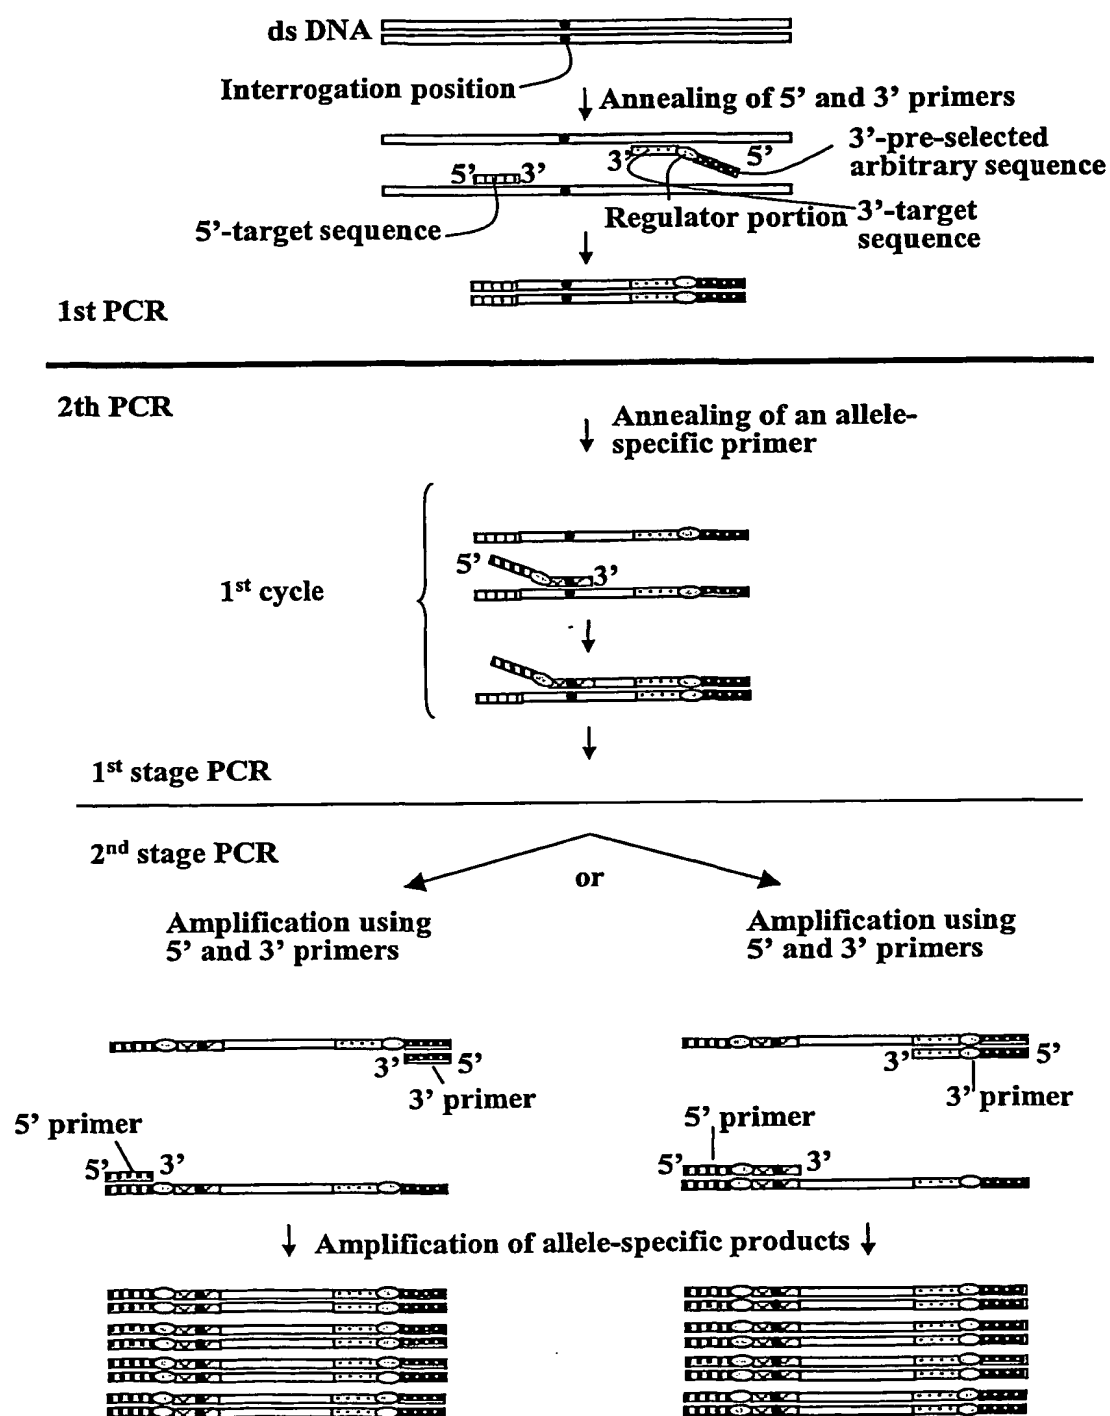 ds DNA
Interrogation position
Annealing of 5’ and 3’ primers
3’
5’
3’-pre-selected
arbitrary sequence
5’
3’
5’-target sequence
Regulator portion
3’-target
sequence
1st PCR
2th PCR
Annealing of an allele-
specific primer
5’
3’
1st cycle
1st stage PCR
2nd stage PCR
or
Amplification using
5’ and 3’ primers
Amplification using
5’ and 3’ primers
3’
5’
3’ primer
3’
5’
3’ primer
5’ primer
5’
3’
5’ primer
5’
3’
Amplification of allele-specific products